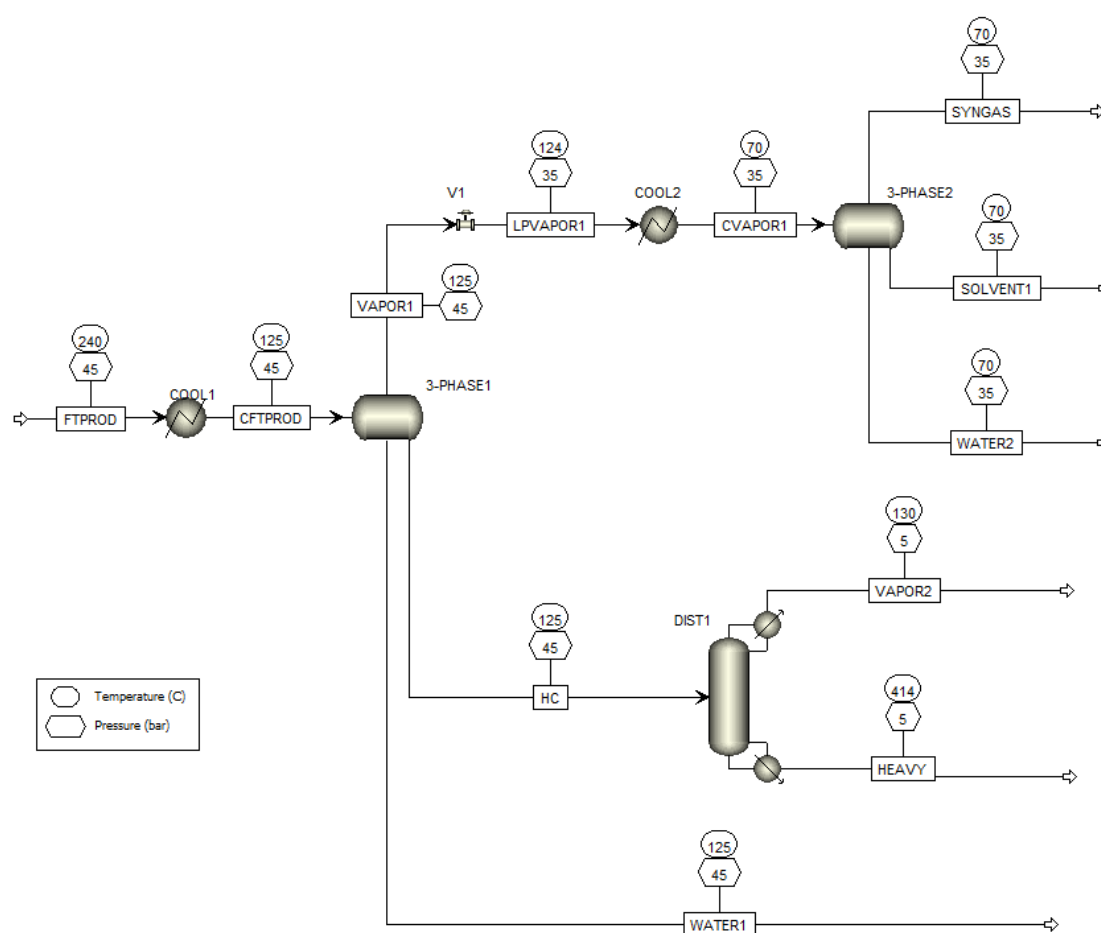 70
35
SYNGAS
124
35
V1
LPVAPOR1
COOL2
70
35
CVAPOR1
3-PHASE2
70
35
SOLVENT1
125
45
VAPOR1
240
45
FTPROD
COOL1
125
45
CFTPROD
3-PHASE1
70
35
WATER2
130
5
VAPOR2
DIST1
125
45
HC
414
5
HEAVY
Temperature (C)
Pressure (bar)
125
45
WATER1